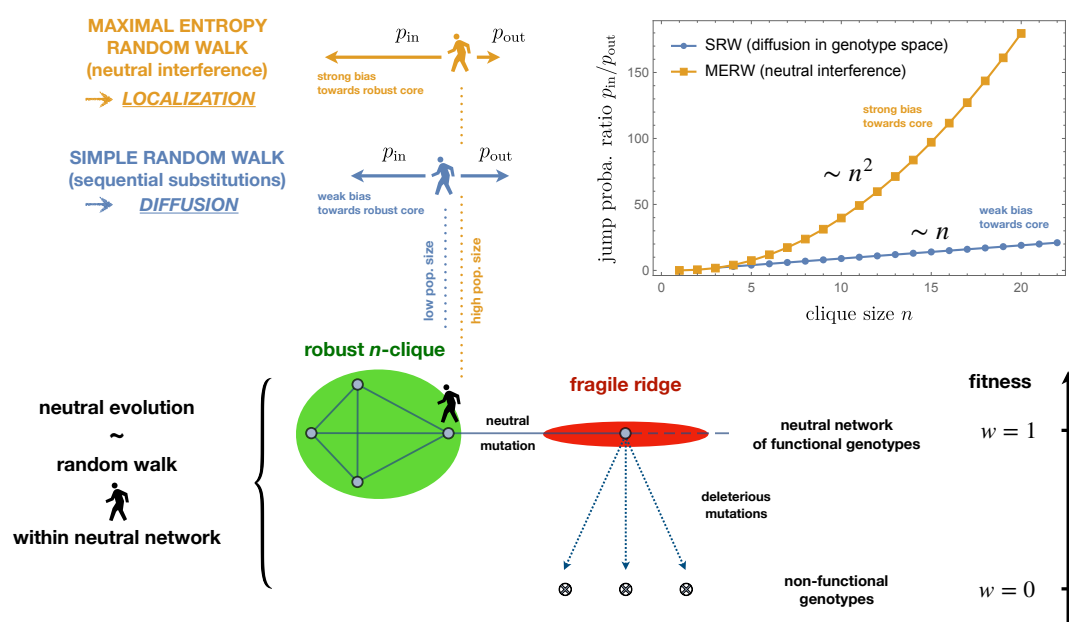 MAXIMAL ENTROPY
RANDOM WALK
(neutral interference)
→ LOCALIZATION
p_in
p_out
strong bias
towards robust core
SIMPLE RANDOM WALK
(sequential substitutions)
→ DIFFUSION
p_in
p_out
weak bias
towards robust core
low pop. size
high pop. size
jump proba. ratio p_in/p_out
150
100
50
0
SRW (diffusion in genotype space)
MERW (neutral interference)
strong bias
towards core
∼ n²
weak bias
towards core
∼ n
0
5
10
15
20
clique size n
robust n-clique
fragile ridge
fitness
neutral evolution
~
random walk
within neutral network
neutral
mutation
neutral network
of functional genotypes
w = 1
deleterious
mutations
non-functional
genotypes
w = 0